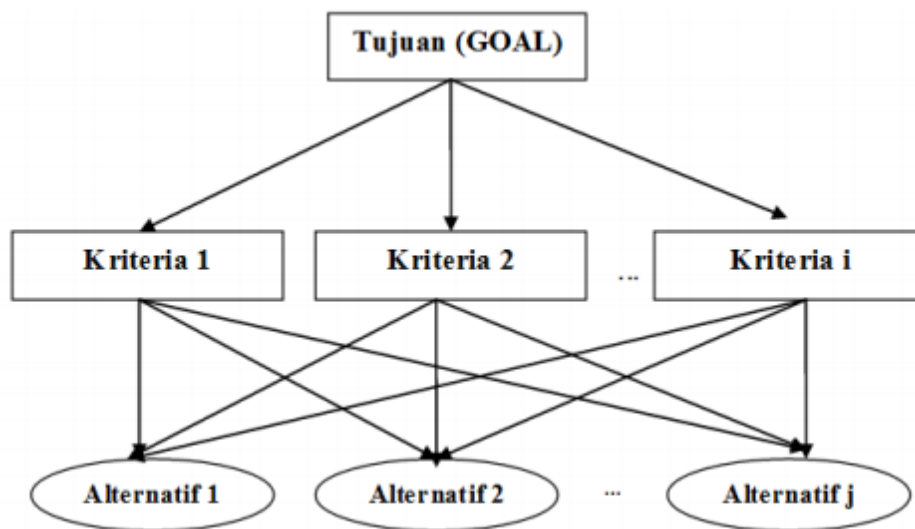 Tujuan (GOAL)
Kriteria 1
Kriteria 2
...
Kriteria i
Alternatif 1
Alternatif 2
...
Alternatif j